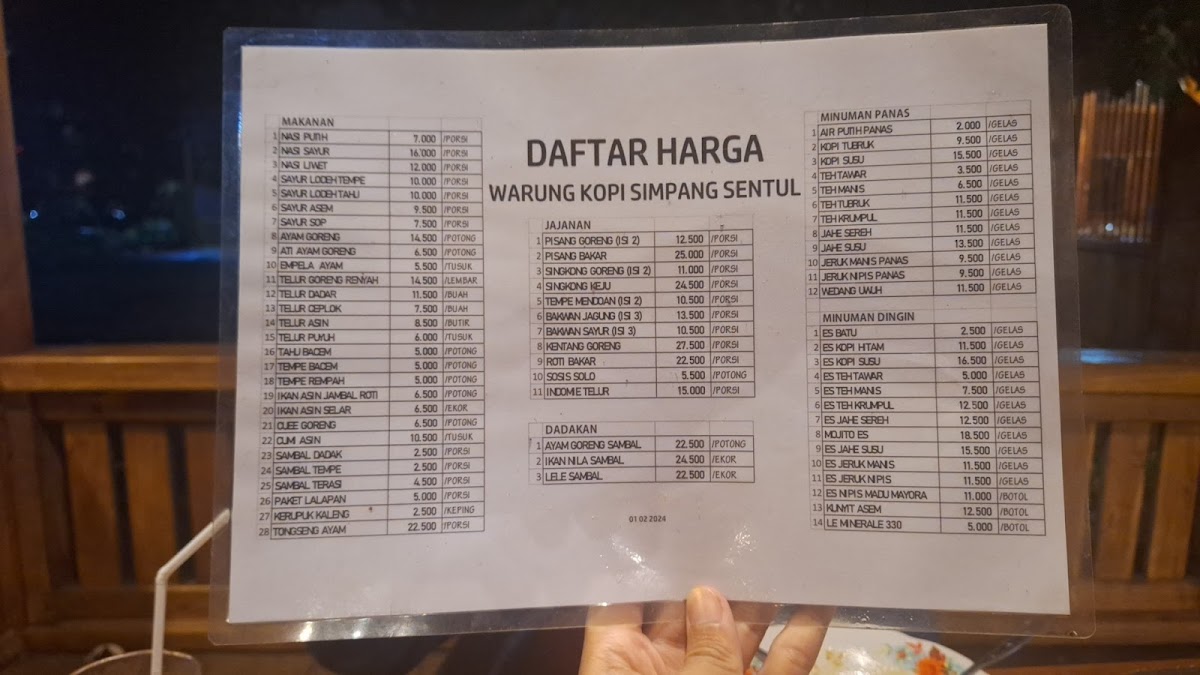 MAKANAN
1 NASI PUTIH 7.000 /PORSI
2 NASI SAYUR 16.000 /PORSI
3 NASI LIWET 12.000 /PORSI
4 SAYUR LODEH TEMPE 10.000 /PORSI
5 SAYUR LODEH TAHU 10.000 /PORSI
6 SAYUR ASEM 9.500 /PORSI
7 SAYUR SOP 7.500 /PORSI
8 AYAM GORENG 14.500 /POTONG
9 ATI AYAM GORENG 6.500 /POTONG
10 EMPELA AYAM 5.500 /TUSUK
11 TELUR GORENG RENYAH 14.500 /LEMBAR
12 TELUR DADAR 11.500 /BUAH
13 TELUR CEPLOK 7.500 /BUAH
14 TELUR ASIN 8.500 /BUTIR
15 TELUR PUYUH 6.000 /TUSUK
16 TAHU BACEM 5.000 /POTONG
17 TEMPE BACEM 5.000 /POTONG
18 TEMPE REMPAH 5.000 /POTONG
19 IKAN ASIN JAMBAL ROTI 6.500 /POTONG
20 IKAN ASIN SELAR 6.500 /EKOR
21 CUEE GORENG 6.500 /POTONG
22 CUMI ASIN 10.500 /TUSUK
23 SAMBAL DADAK 2.500 /PORSI
24 SAMBAL TEMPE 2.500 /PORSI
25 SAMBAL TERASI 4.500 /PORSI
26 PAKET LALAPAN 5.000 /PORSI
27 KERUPUK KALENG 2.500 /KEPING
28 TONGSENG AYAM 22.500 /PORSI
DAFTAR HARGA
WARUNG KOPI SIMPANG SENTUL
JAJANAN
1 PISANG GORENG (ISI 2) 12.500 /PORSI
2 PISANG BAKAR 25.000 /PORSI
3 SINGKONG GORENG (ISI 2) 11.000 /PORSI
4 SINGKONG KEJU 24.500 /PORSI
5 TEMPE MENDOAN (ISI 2) 10.500 /PORSI
6 BAKWAN JAGUNG (ISI 3) 13.500 /PORSI
7 BAKWAN SAYUR (ISI 3) 10.500 /PORSI
8 KENTANG GORENG 27.500 /PORSI
9 ROTI BAKAR 22.500 /PORSI
10 SOSIS SOLO 5.500 /POTONG
11 INDOMIE TELUR 15.000 /PORSI
DADAKAN
1 AYAM GORENG SAMBAL 22.500 /POTONG
2 IKAN NILA SAMBAL 24.500 /EKOR
3 LELE SAMBAL 22.500 /EKOR
01 02 2024
MINUMAN PANAS
1 AIR PUTIH PANAS 2.000 /GELAS
2 KOPI TUBRUK 9.500 /GELAS
3 KOPI SUSU 15.500 /GELAS
4 TEH TAWAR 3.500 /GELAS
5 TEH MANIS 6.500 /GELAS
6 TEH TUBRUK 11.500 /GELAS
7 TEH KRUMPUL 11.500 /GELAS
8 JAHE SEREH 11.500 /GELAS
9 JAHE SUSU 13.500 /GELAS
10 JERUK MANIS PANAS 9.500 /GELAS
11 JERUK NIPIS PANAS 9.500 /GELAS
12 WEDANG UWUH 11.500 /GELAS
MINUMAN DINGIN
1 ES BATU 2.500 /GELAS
2 ES KOPI HITAM 11.500 /GELAS
3 ES KOPI SUSU 16.500 /GELAS
4 ES TEH TAWAR 5.000 /GELAS
5 ES TEH MANIS 7.500 /GELAS
6 ES TEH KRUMPUL 12.500 /GELAS
7 ES JAHE SEREH 12.500 /GELAS
8 MOJITO ES 18.500 /GELAS
9 ES JAHE SUSU 15.500 /GELAS
10 ES JERUK MANIS 11.500 /GELAS
11 ES JERUK NIPIS 11.500 /GELAS
12 ES NIPIS MADU MAYORA 11.000 /BOTOL
13 KUNYIT ASEM 12.500 /BOTOL
14 LE MINERALE 330 5.000 /BOTOL